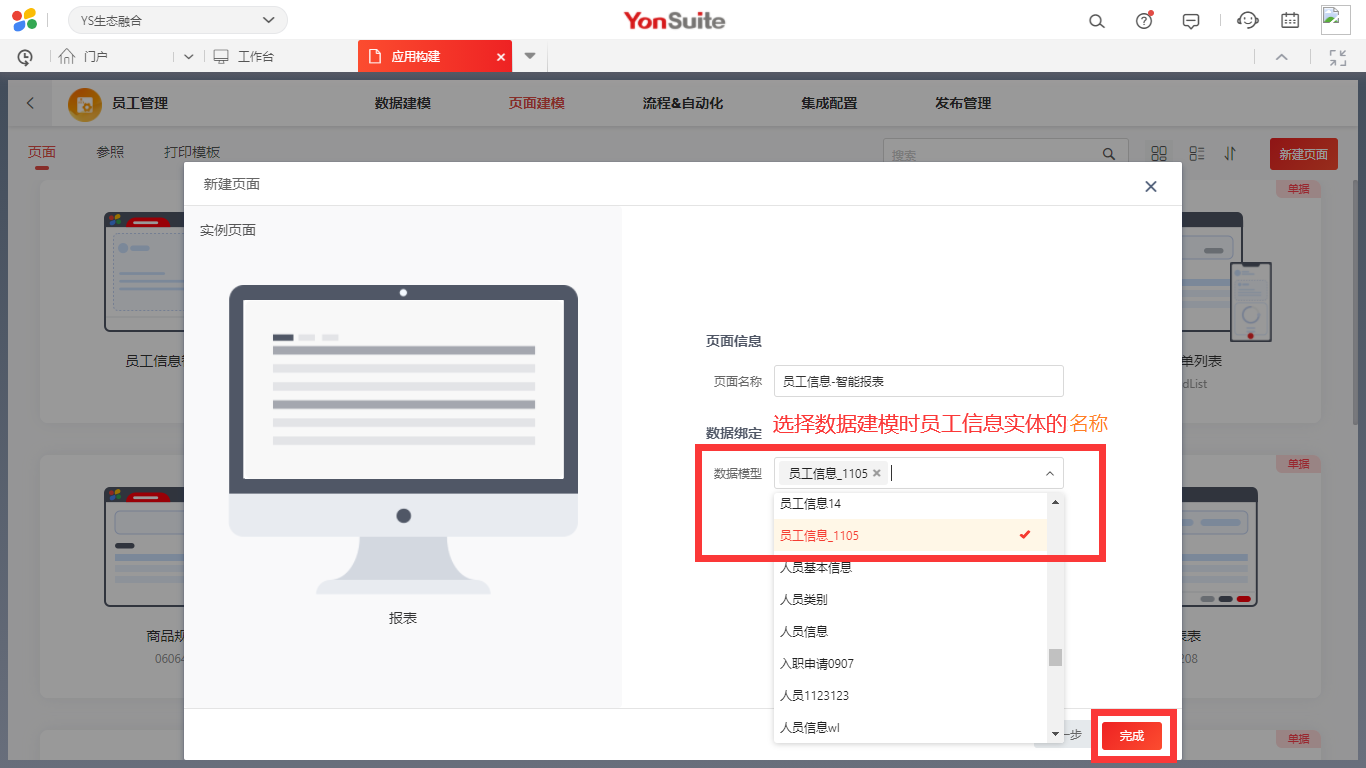 YS生态融合
YonSuite
门户
工作台
应用构建
员工管理
数据建模
页面建模
流程&自动化
集成配置
发布管理
页面
参照
打印模板
搜索
新建页面
新建页面
单据
实例页面
页面信息
员工信息
单列表
页面名称
员工信息-智能报表
dList
选择数据建模时员工信息实体的名称
数据绑定
数据模型
员工信息_1105
单据
员工信息14
员工信息_1105
人员基本信息
人员类别
报表
人员信息
商品规
表
0606
入职申请0907
208
人员1123123
人员信息wl
一步
完成
单据